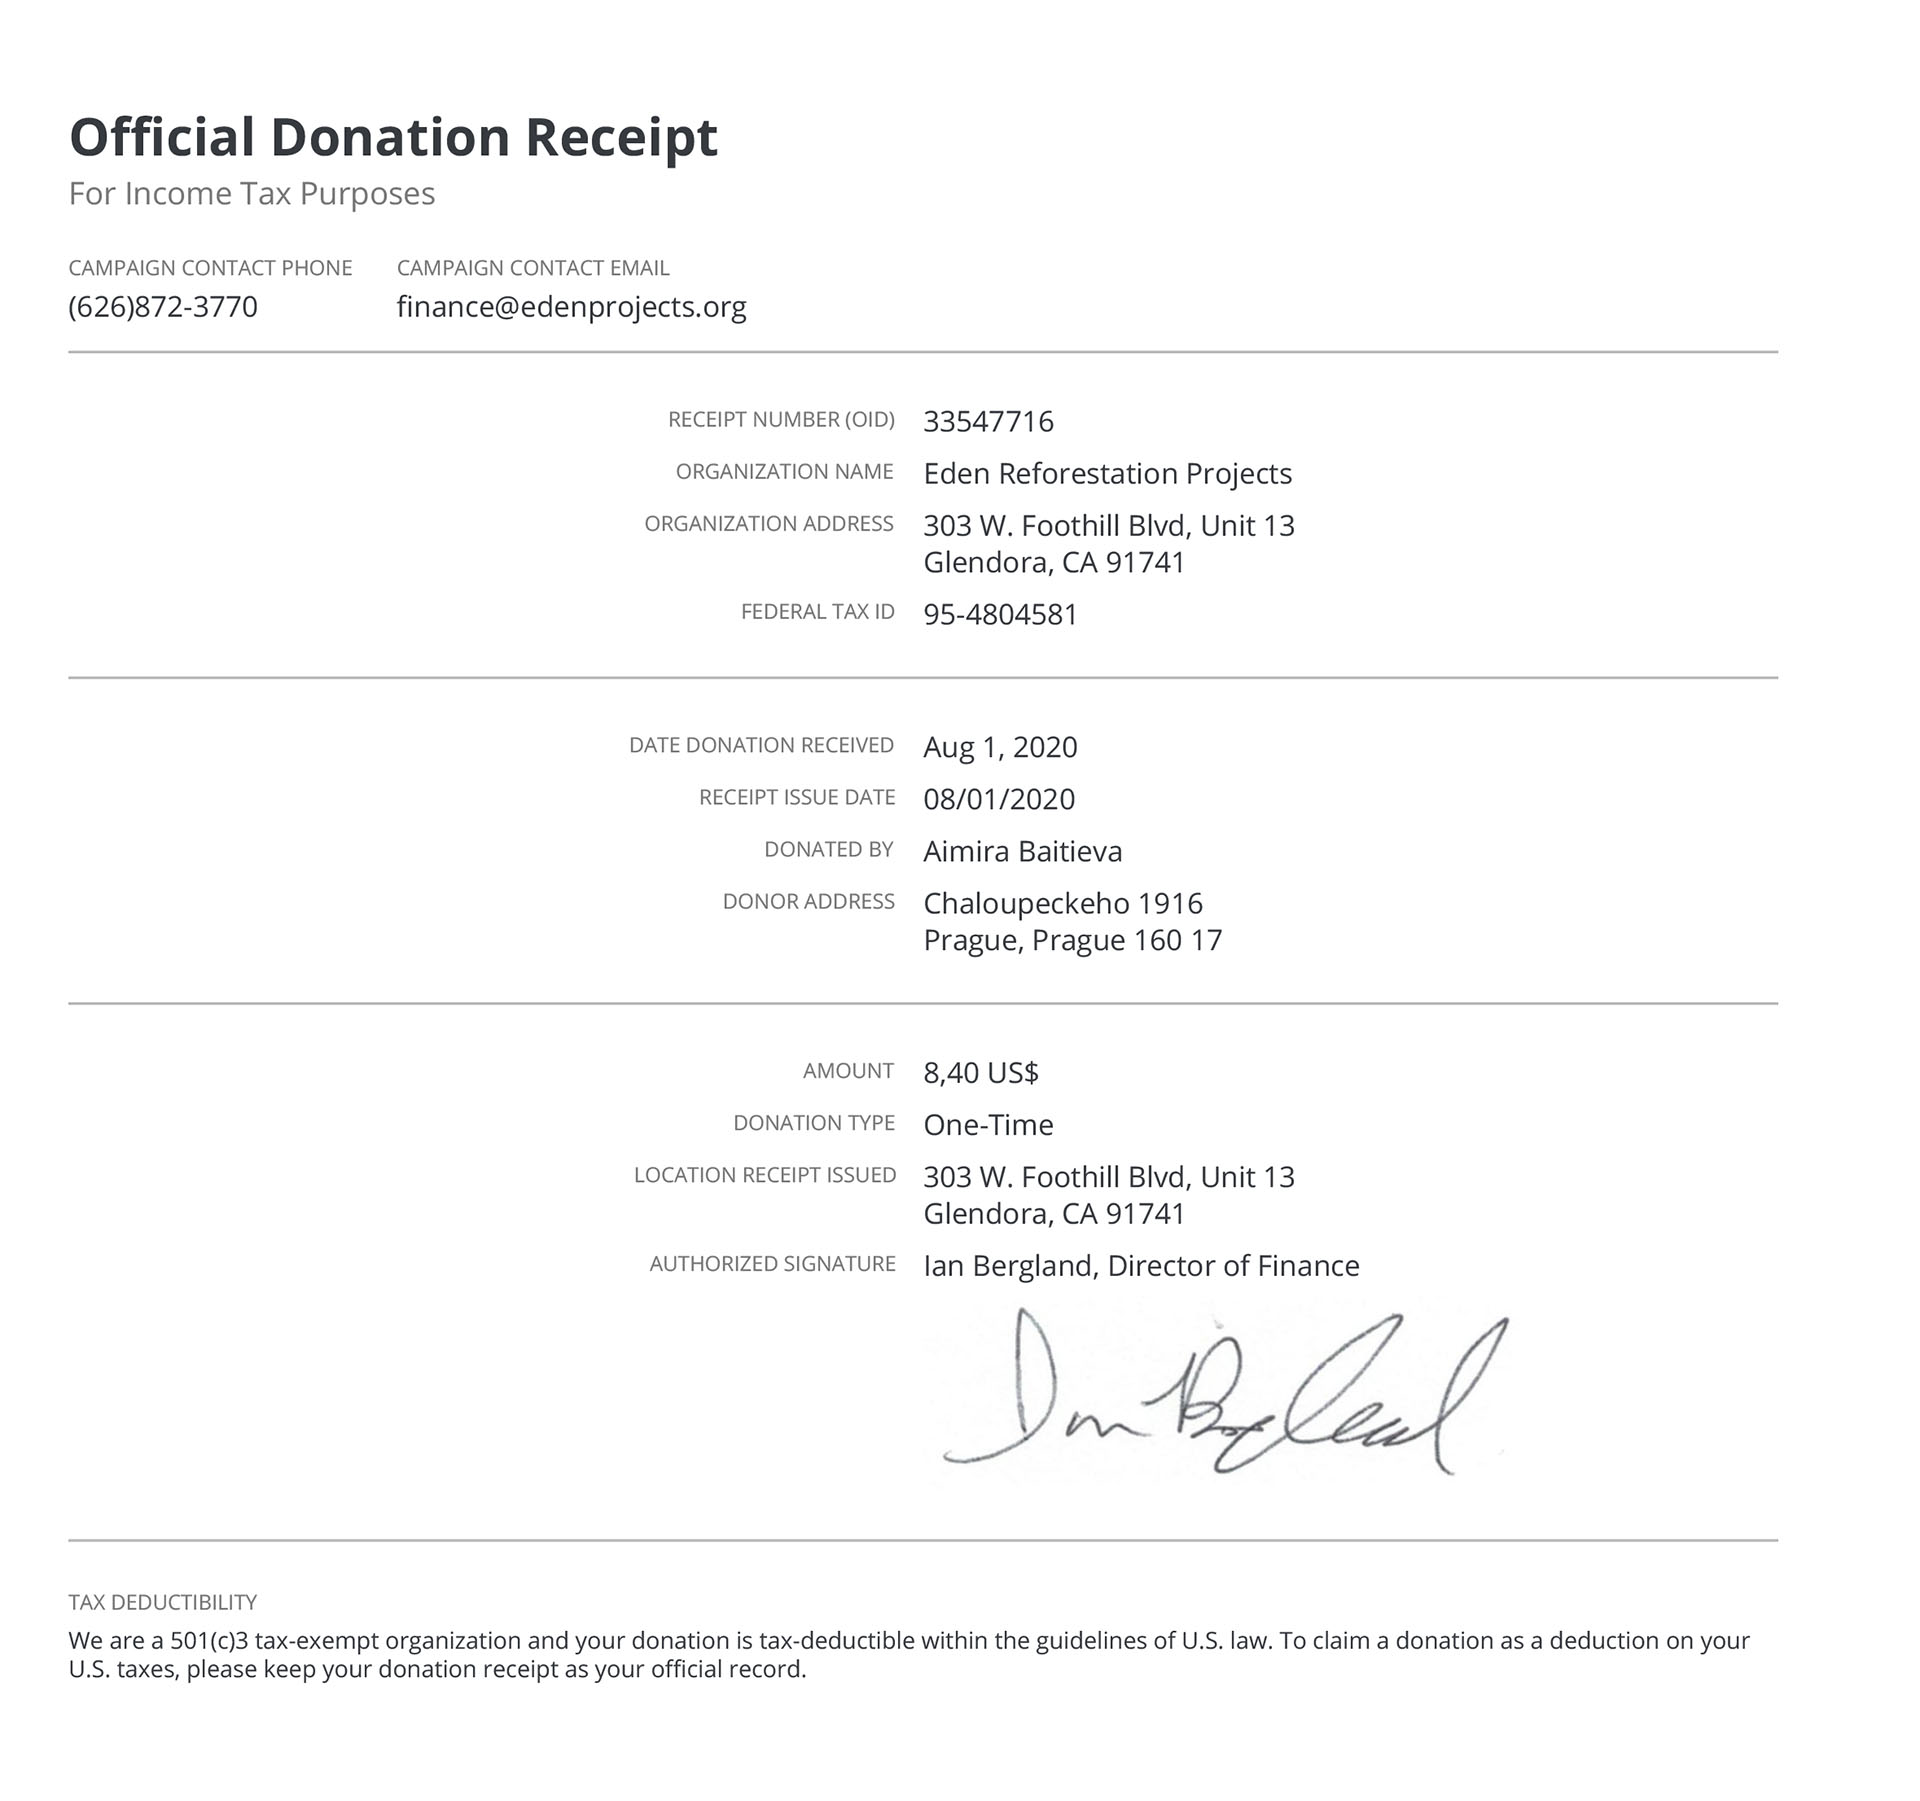 Official Donation Receipt
For Income Tax Purposes
CAMPAIGN CONTACT PHONE CAMPAIGN CONTACT EMAIL
(626)872-3770 finance@edenprojects.org
RECEIPT NUMBER (OID) 33547716
ORGANIZATION NAME Eden Reforestation Projects
ORGANIZATION ADDRESS 303 W. Foothill Blvd, Unit 13
Glendora, CA 91741
FEDERAL TAX ID 95-4804581
DATE DONATION RECEIVED Aug 1, 2020
RECEIPT ISSUE DATE 08/01/2020
DONATED BY Aimira Baitieva
DONOR ADDRESS Chaloupeckeho 1916
Prague, Prague 160 17
AMOUNT 8,40 US$
DONATION TYPE One-Time
LOCATION RECEIPT ISSUED 303 W. Foothill Blvd, Unit 13
Glendora, CA 91741
AUTHORIZED SIGNATURE Ian Bergland, Director of Finance
TAX DEDUCTIBILITY
We are a 501(c)3 tax-exempt organization and your donation is tax-deductible within the guidelines of U.S. law. To claim a donation as a deduction on your
U.S. taxes, please keep your donation receipt as your official record.